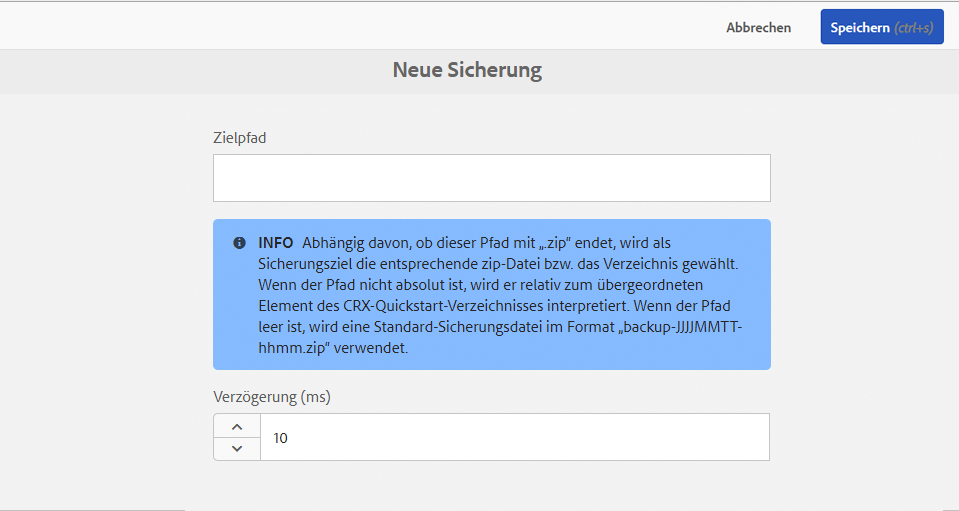 Abbrechen
Speichern (ctrl+s)
Neue Sicherung
Zielpfad
INFO Abhängig davon, ob dieser Pfad mit „.zip“ endet, wird als
Sicherungsziel die entsprechende zip-Datei bzw. das Verzeichnis gewählt.
Wenn der Pfad nicht absolut ist, wird er relativ zum übergeordneten
Element des CRX-Quickstart-Verzeichnisses interpretiert. Wenn der Pfad
leer ist, wird eine Standard-Sicherungsdatei im Format „backup-JJJJMMTT-
hhmm.zip“ verwendet.
Verzögerung (ms)
10